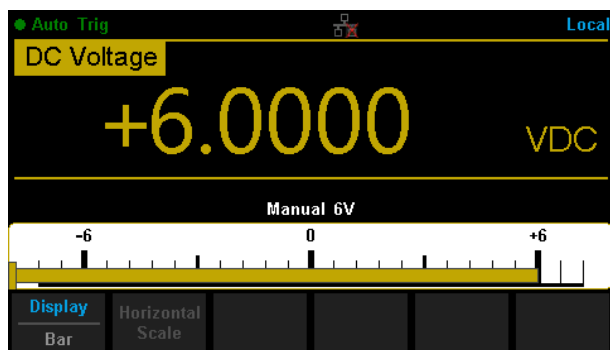 Auto Trig Local
DC Voltage
+6.0000 VDC
Manual 6V
-6 0 +6
Display Horizontal Scale
Bar